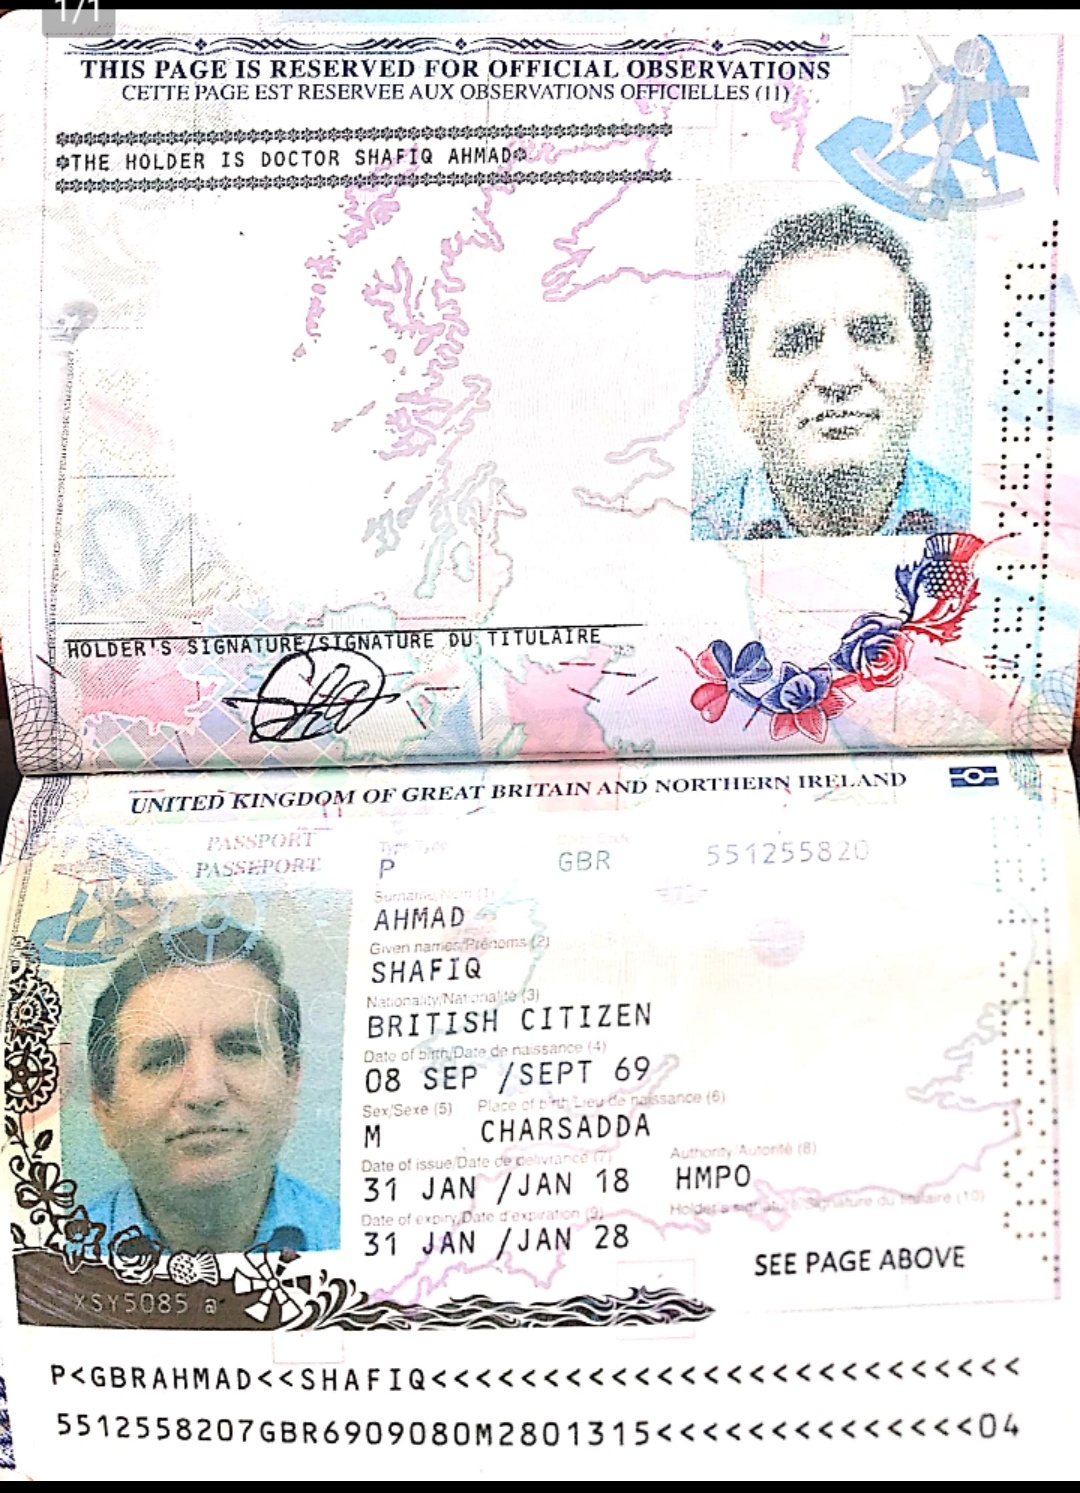 1/1
THIS PAGE IS RESERVED FOR OFFICIAL OBSERVATIONS
CETTE PAGE EST RESERVEE AUX OBSERVATIONS OFFICIELLES (11)
*THE HOLDER IS DOCTOR SHAFIQ AHMAD*
HOLDER'S SIGNATURE/SIGNATURE DU TITULAIRE
UNITED KINGDOM OF GREAT BRITAIN AND NORTHERN IRELAND
PASSPORT
PASSEPORT
Type/Type
P GBR 551255820
Surname/Nom (1)
AHMAD
Given names/Prénoms (2)
SHAFIQ
Nationality/Nationalité (3)
BRITISH CITIZEN
Date of birth/Date de naissance (4)
08 SEP /SEPT 69
Sex/Sexe (5) Place of birth/Lieu de naissance (6)
M CHARSADDA
Date of issue/Date de délivrance (7) Authority/Autorité (8)
31 JAN /JAN 18 HMPO
Date of expiry/Date d'expiration (9) Holder's signature/Signature du titulaire (10)
31 JAN /JAN 28
SEE PAGE ABOVE
XSY5085 @
P<GBRAHMAD<<SHAFIQ<<<<<<<<<<<<<<<<<<<<<<<<<<
5512558207GBR6909080M2801315<<<<<<<<<<<<<<04